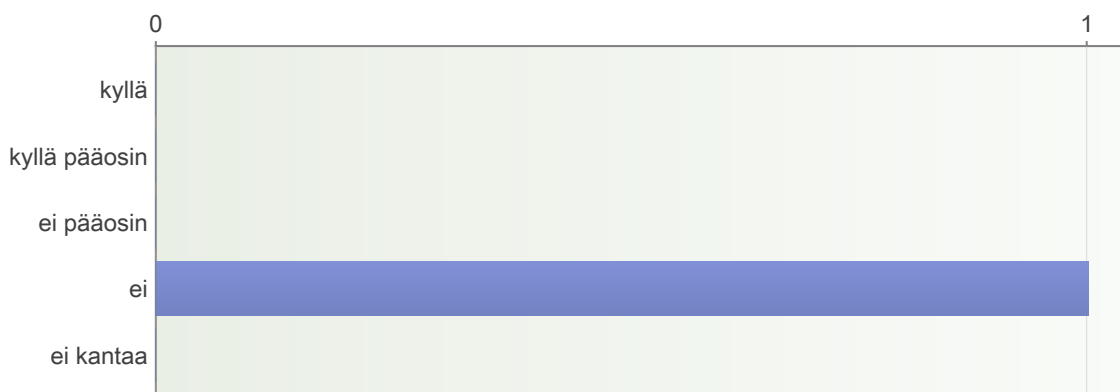 0 1
kyllä
kyllä pääosin
ei pääosin
ei
ei kantaa